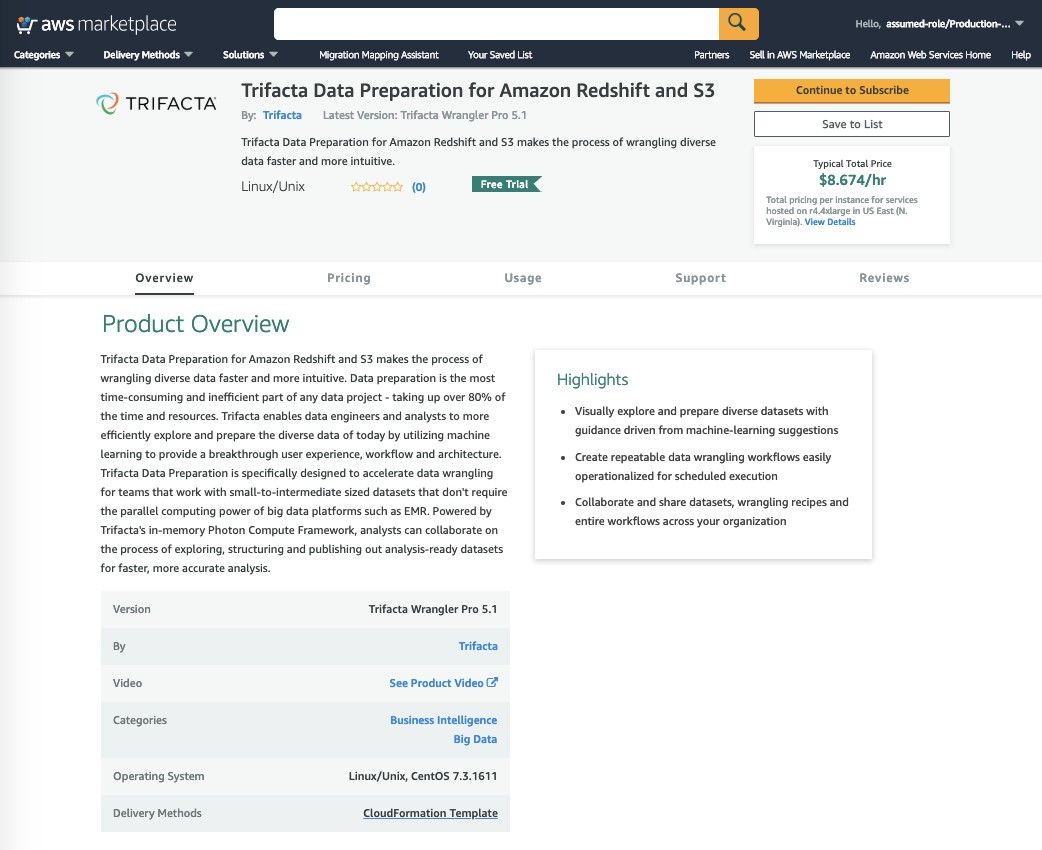 aws marketplace
Hello, assumed-role/Production-...
Categories Delivery Methods Solutions Migration Mapping Assistant Your Saved List Partners Sell in AWS Marketplace Amazon Web Services Home Help
TRIFACTA
Trifacta Data Preparation for Amazon Redshift and S3
By: Trifacta Latest Version: Trifacta Wrangler Pro 5.1
Trifacta Data Preparation for Amazon Redshift and S3 makes the process of wrangling diverse
data faster and more intuitive.
Linux/Unix (0) Free Trial
Continue to Subscribe
Save to List
Typical Total Price
$8.674/hr
Total pricing per instance for services
hosted on r4.4xlarge in US East (N.
Virginia). View Details
Overview Pricing Usage Support Reviews
Product Overview
Trifacta Data Preparation for Amazon Redshift and S3 makes the process of
wrangling diverse data faster and more intuitive. Data preparation is the most
time-consuming and inefficient part of any data project - taking up over 80% of
the time and resources. Trifacta enables data engineers and analysts to more
efficiently explore and prepare the diverse data of today by utilizing machine
learning to provide a breakthrough user experience, workflow and architecture.
Trifacta Data Preparation is specifically designed to accelerate data wrangling
for teams that work with small-to-intermediate sized datasets that don't require
the parallel computing power of big data platforms such as EMR. Powered by
Trifacta's in-memory Photon Compute Framework, analysts can collaborate on
the process of exploring, structuring and publishing out analysis-ready datasets
for faster, more accurate analysis.
Highlights
• Visually explore and prepare diverse datasets with
guidance driven from machine-learning suggestions
• Create repeatable data wrangling workflows easily
operationalized for scheduled execution
• Collaborate and share datasets, wrangling recipes and
entire workflows across your organization
Version Trifacta Wrangler Pro 5.1
By Trifacta
Video See Product Video
Categories Business Intelligence
Big Data
Operating System Linux/Unix, CentOS 7.3.1611
Delivery Methods CloudFormation Template